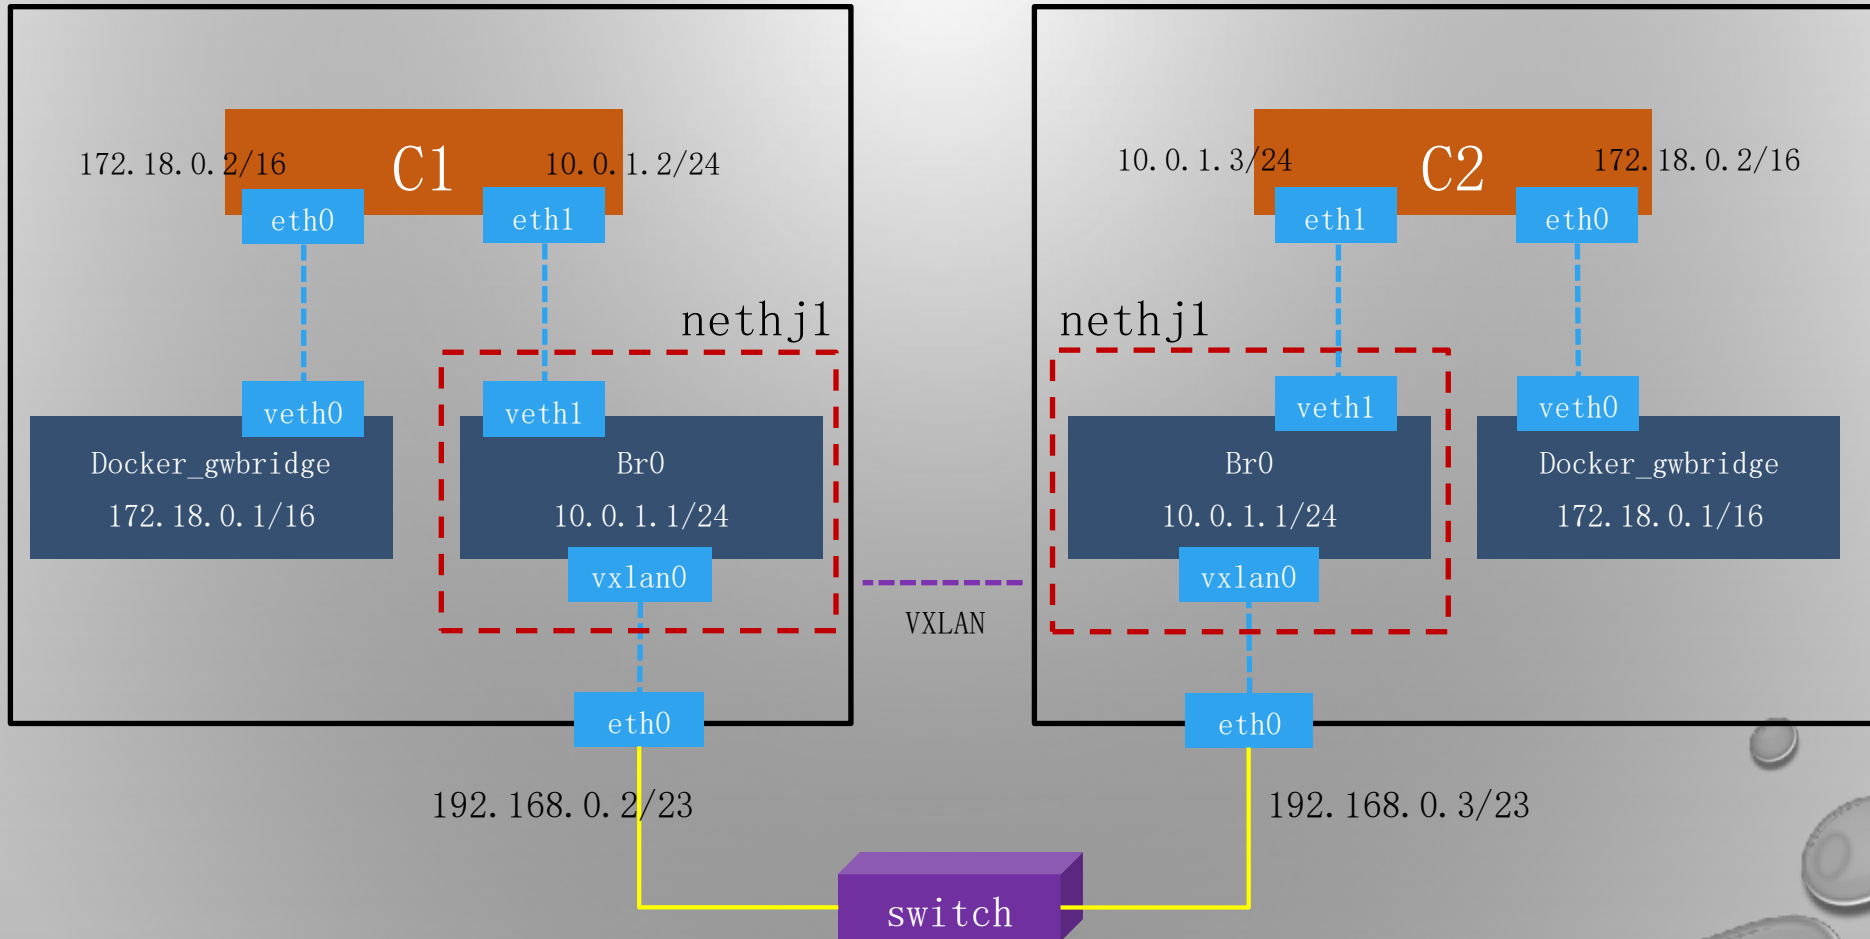 172.18.0.2/16
C1
10.0.1.2/24
eth0
eth1
nethj1
veth0
veth1
Docker_gwbridge
172.18.0.1/16
Br0
10.0.1.1/24
vxlan0
eth0
192.168.0.2/23
VXLAN
10.0.1.3/24
C2
172.18.0.2/16
eth1
eth0
nethj1
veth1
veth0
Br0
10.0.1.1/24
Docker_gwbridge
172.18.0.1/16
vxlan0
eth0
192.168.0.3/23
switch